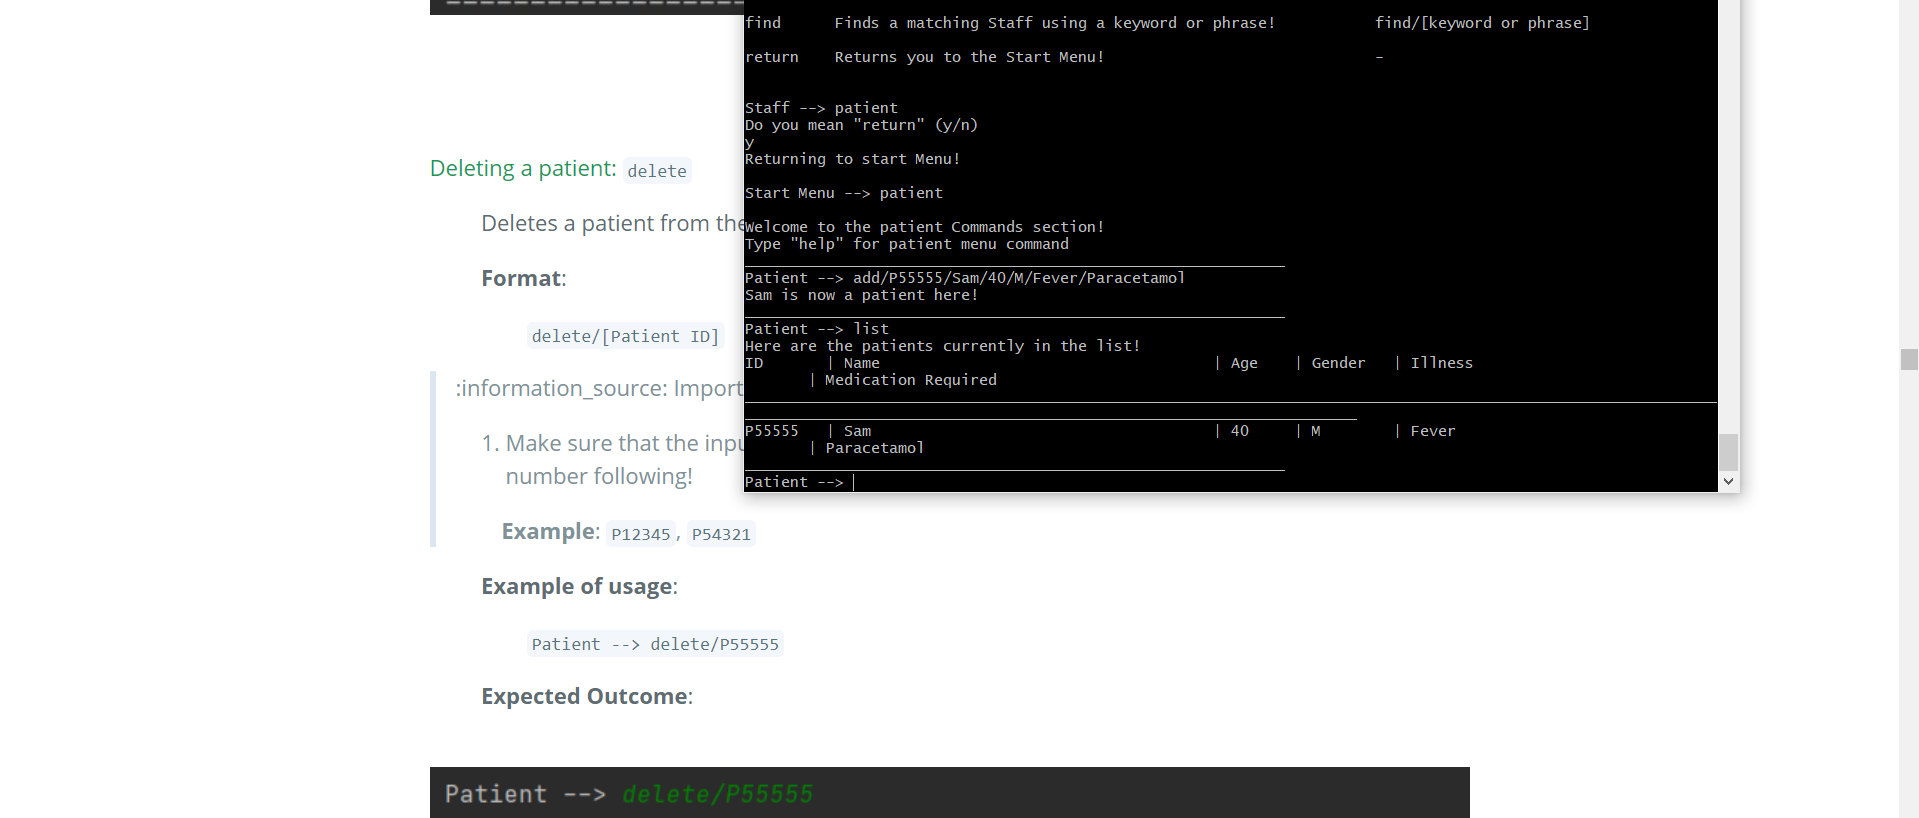 find Finds a matching Staff using a keyword or phrase! find/[keyword or phrase]
return Returns you to the Start Menu! -
Staff --> patient
Do you mean "return" (y/n)
y
Returning to start Menu!
Start Menu --> patient
Welcome to the patient Commands section!
Type "help" for patient menu command
Patient --> add/P55555/Sam/40/M/Fever/Paracetamol
Sam is now a patient here!
Patient --> list
Here are the patients currently in the list!
ID | Name | Age | Gender | Illness
| Medication Required
P55555 | Sam | 40 | M | Fever
| Paracetamol
Patient -->
Deleting a patient: delete
Deletes a patient from the
Format:
delete/[Patient ID]
:information_source: Import
1. Make sure that the inpu
number following!
Example: P12345, P54321
Example of usage:
Patient --> delete/P55555
Expected Outcome:
Patient --> delete/P55555